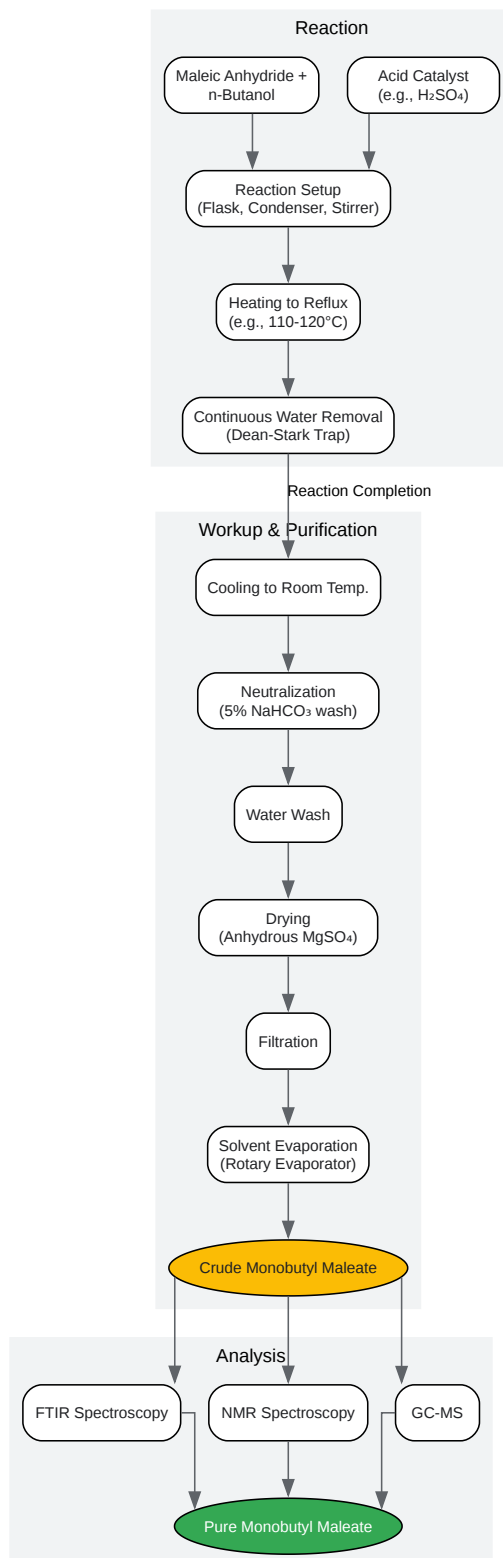 Reaction
Maleic Anhydride +
n-Butanol
Acid Catalyst
(e.g., H₂SO₄)
Reaction Setup
(Flask, Condenser, Stirrer)
Heating to Reflux
(e.g., 110-120°C)
Continuous Water Removal
(Dean-Stark Trap)
Reaction Completion
Workup & Purification
Cooling to Room Temp.
Neutralization
(5% NaHCO₃ wash)
Water Wash
Drying
(Anhydrous MgSO₄)
Filtration
Solvent Evaporation
(Rotary Evaporator)
Crude Monobutyl Maleate
Analysis
FTIR Spectroscopy
NMR Spectroscopy
GC-MS
Pure Monobutyl Maleate